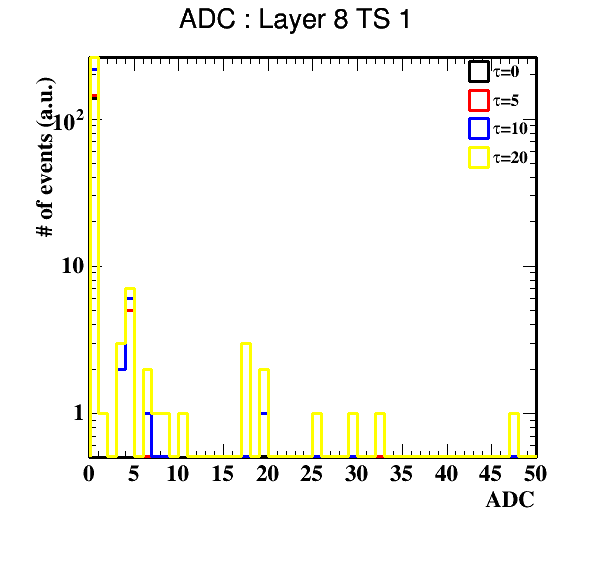 ADC : Layer 8 TS 1
# of events (a.u.)
10²
10
1
τ=0
τ=5
τ=10
τ=20
0 5 10 15 20 25 30 35 40 45 50
ADC